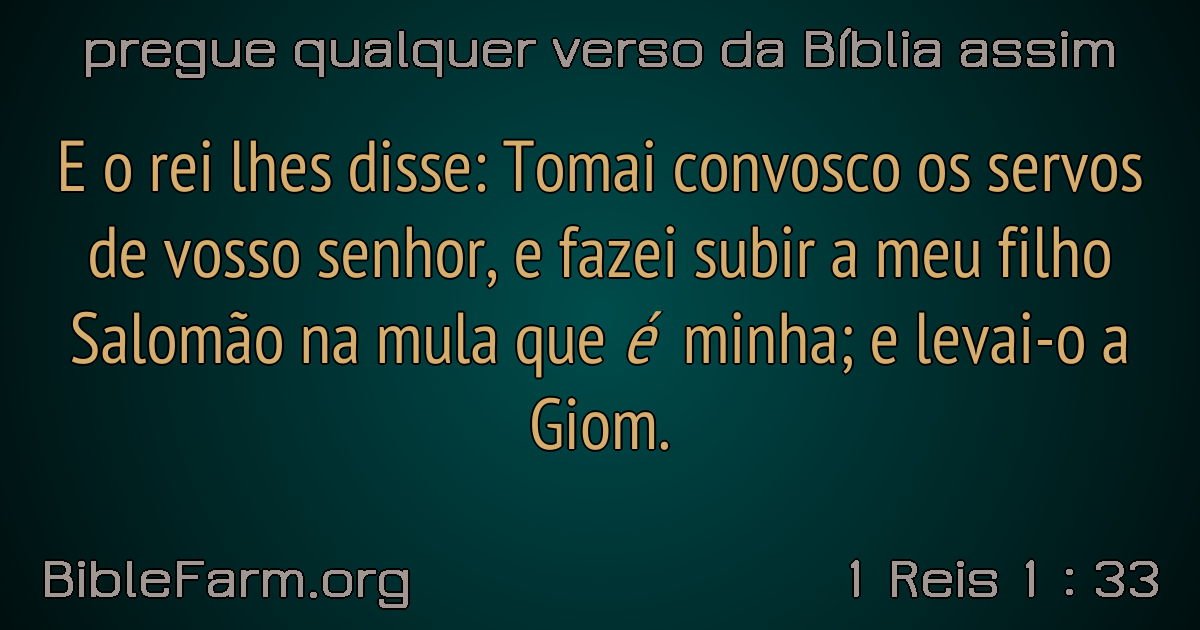 pregue qualquer verso da Bíblia assim
E o rei lhes disse: Tomai convosco os servos
de vosso senhor, e fazei subir a meu filho
Salomão na mula que é minha; e levai-o a
Giom.
BibleFarm.org
1 Reis 1 : 33